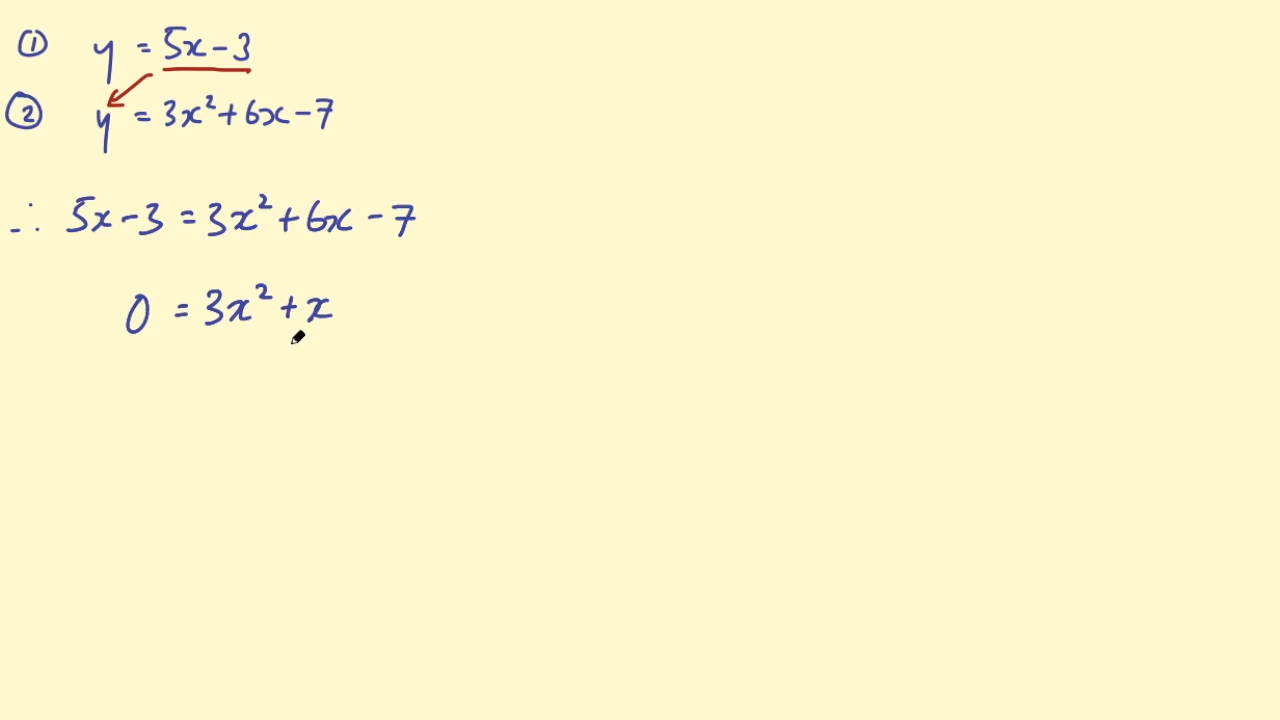 ① y = 5x - 3
② y = 3x² + 6x - 7
∴ 5x - 3 = 3x² + 6x - 7
0 = 3x² + x